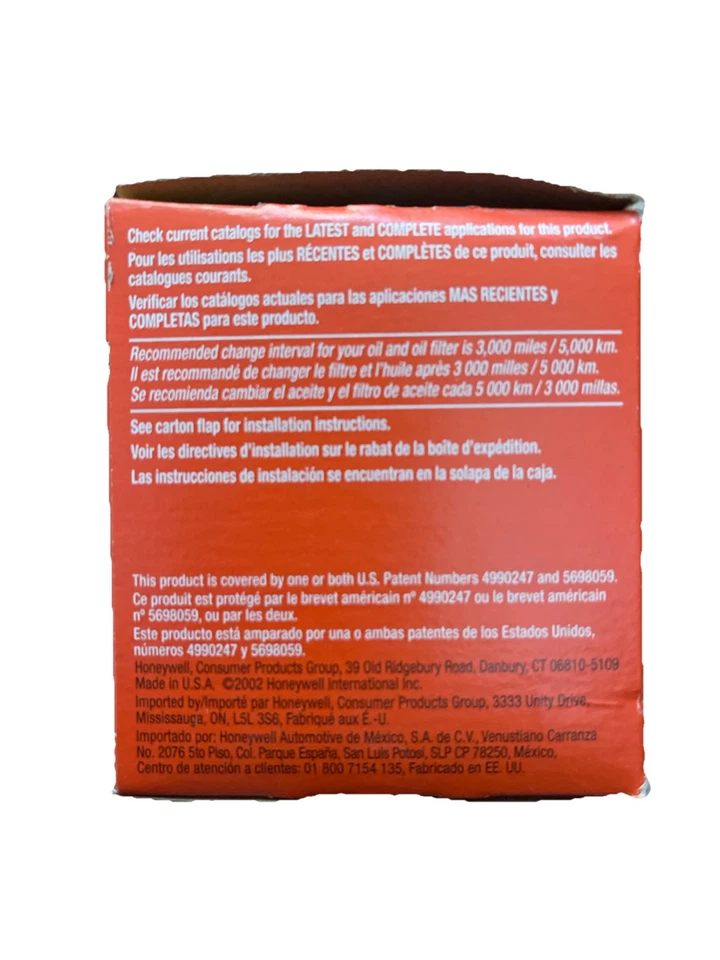 Check current catalogs for the LATEST and COMPLETE applications for this product.
Pour les utilisations les plus RÉCENTES et COMPLÈTES de ce produit, consulter les
catalogues courants.
Verificar los catálogos actuales para las aplicaciones MAS RECIENTES y
COMPLETAS para este producto.
Recommended change interval for your oil and oil filter is 3,000 miles / 5,000 km.
Il est recommandé de changer le filtre et l'huile après 3 000 milles / 5 000 km.
Se recomienda cambiar el aceite y el filtro de aceite cada 5 000 km / 3 000 millas.
See carton flap for installation instructions.
Voir les directives d'installation sur le rabat de la boîte d'expédition.
Las instrucciones de instalación se encuentran en la solapa de la caja.
This product is covered by one or both U.S. Patent Numbers 4990247 and 5698059.
Ce produit est protégé par le brevet américain nº 4990247 ou le brevet américain
nº 5698059, ou par les deux.
Este producto está amparado por una o ambas patentes de los Estados Unidos,
números 4990247 y 5698059.
Honeywell, Consumer Products Group, 39 Old Ridgebury Road, Danbury, CT 06810-5109
Made in U.S.A. ©2002 Honeywell International Inc.
Imported by/Importé par Honeywell, Consumer Products Group, 3333 Unity Drive,
Mississauga, ON, L5L 3S6, Fabriqué aux É.-U.
Importado por: Honeywell Automotive de México, S.A. de C.V., Venustiano Carranza
No. 2076 5to Piso, Col. Parque España, San Luis Potosí, SLP CP 78250, México,
Centro de atención a clientes: 01 800 7154 135, Fabricado en EE. UU.